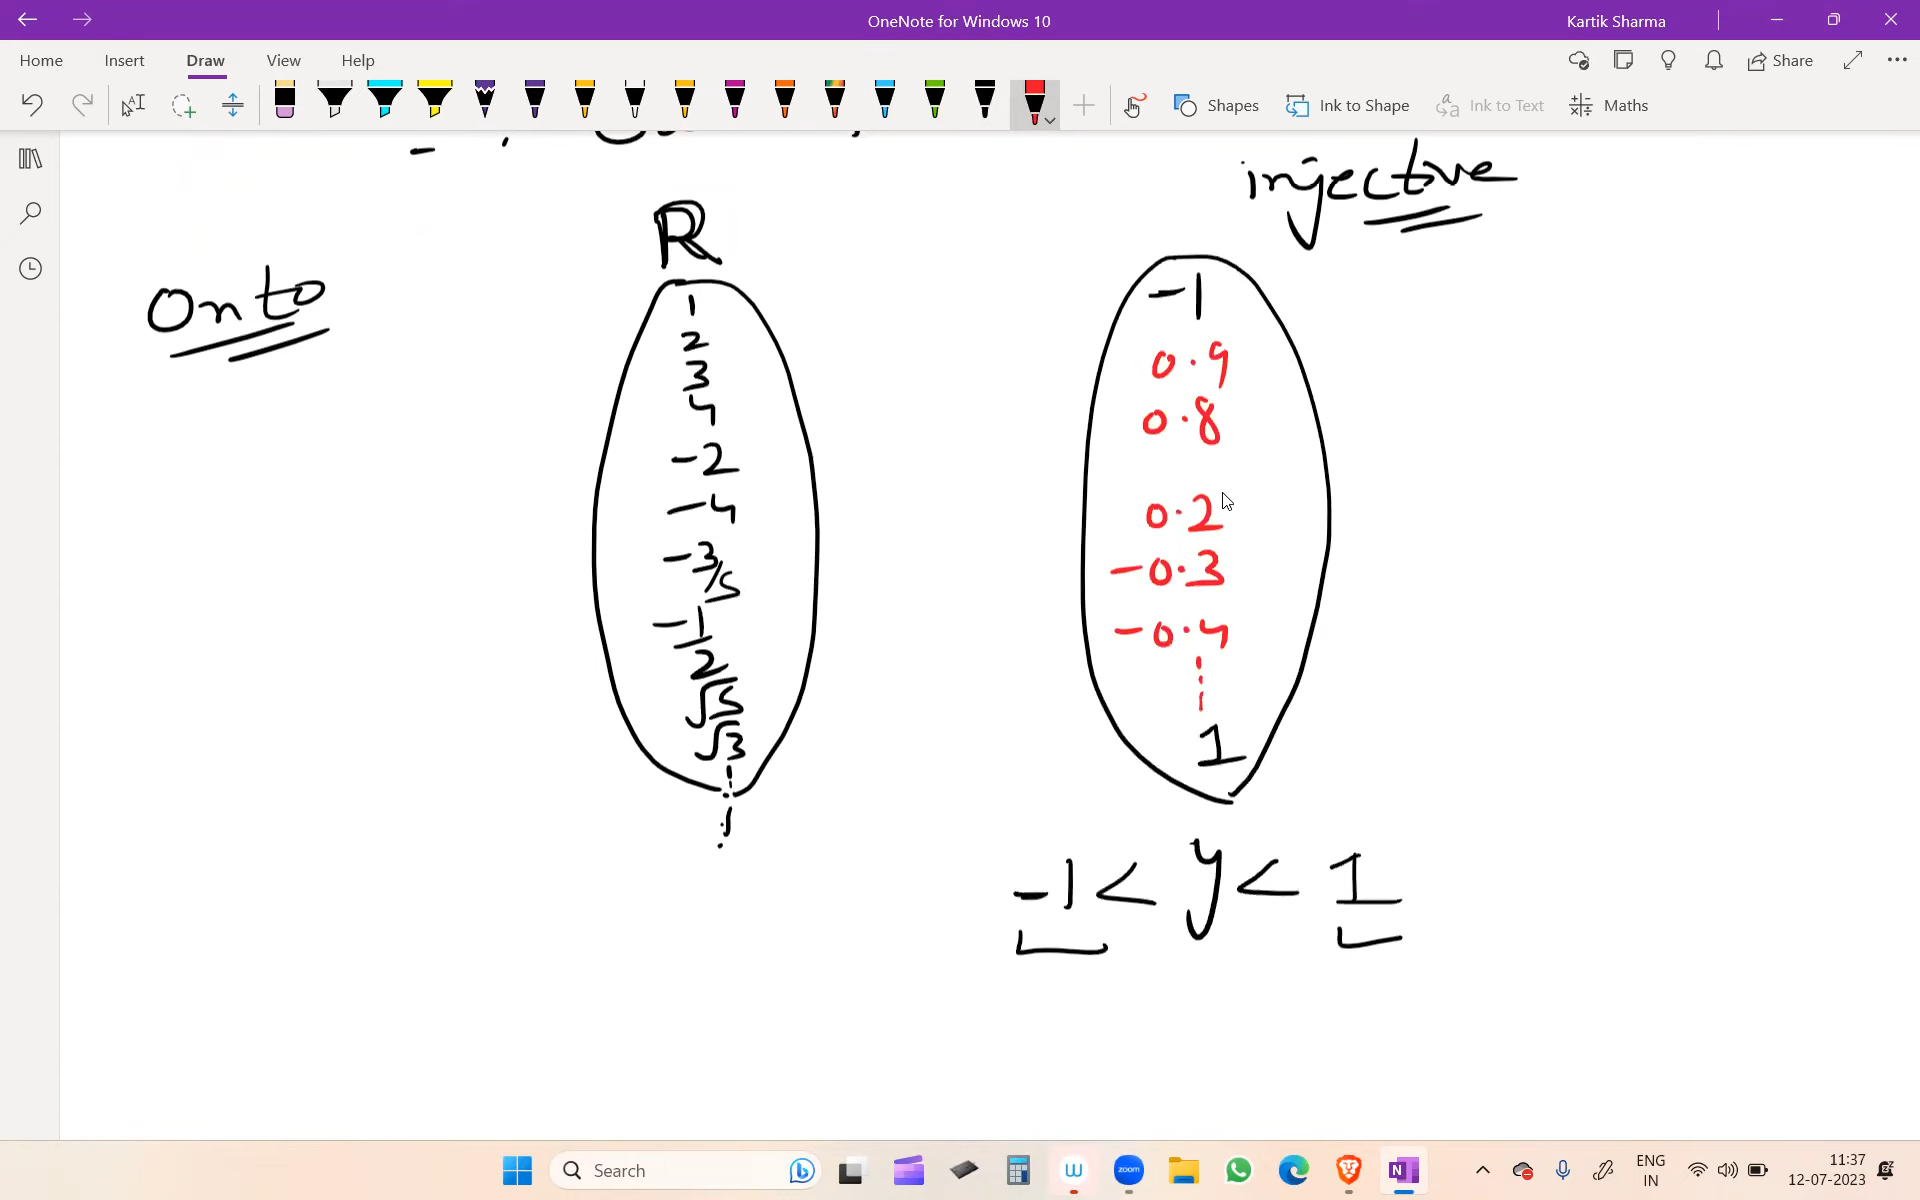 OneNote for Windows 10
Kartik Sharma
Home Insert Draw View Help
Share
Shapes Ink to Shape Ink to Text Maths
injective
R
Onto
1
2
3
4
-2
-4
-3/5
-1/2
√5
√3
-1
0.9
0.8
0.2
-0.3
-0.4
1
-1 < y < 1
Search
zoom
ENG
IN
11:37
12-07-2023